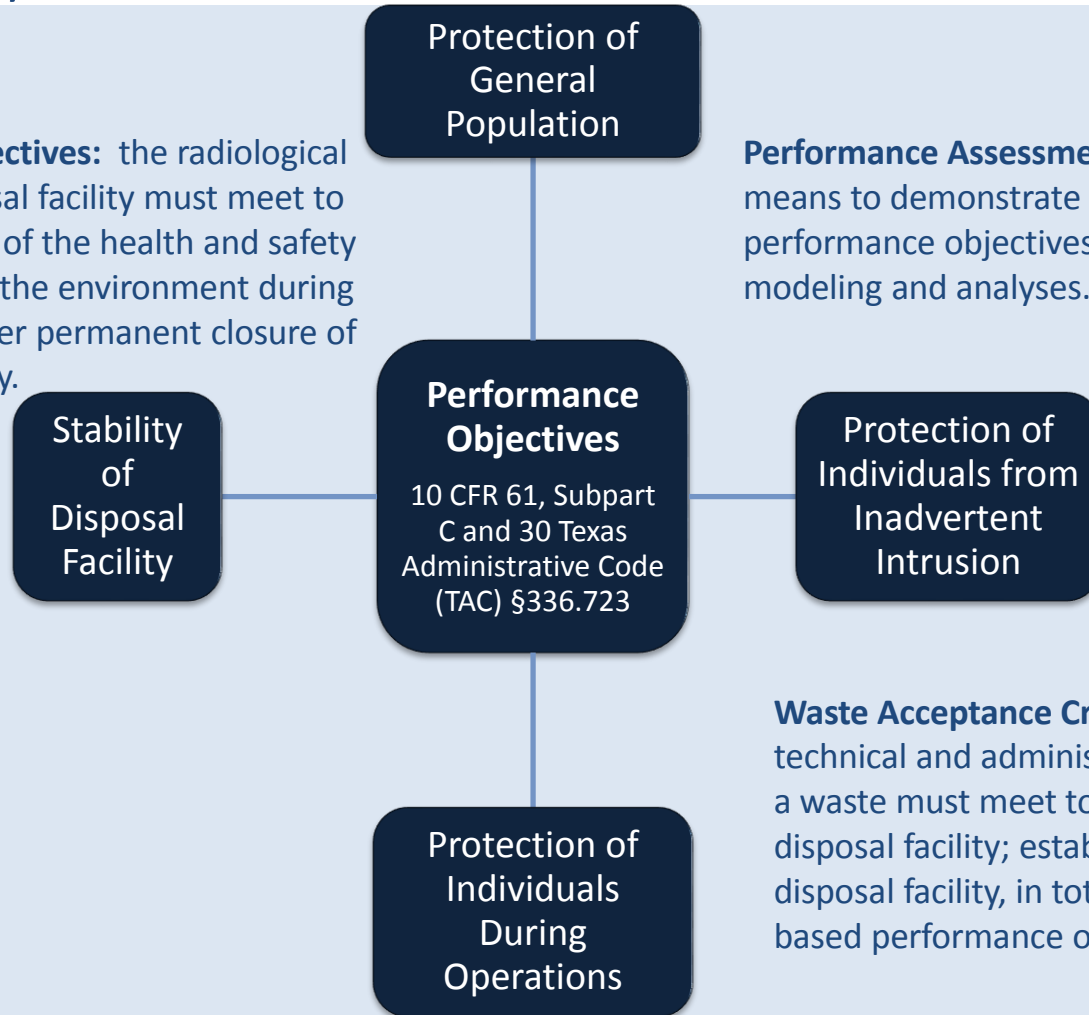 Protection of
General
Population
ectives: the radiological
sal facility must meet to
of the health and safety
the environment during
er permanent closure of
y.
Performance Assessme
means to demonstrate
performance objectives
modeling and analyses.
Stability
of
Disposal
Facility
Performance
Objectives
10 CFR 61, Subpart
C and 30 Texas
Administrative Code
(TAC) §336.723
Protection of
Individuals from
Inadvertent
Intrusion
Waste Acceptance Cr
technical and adminis
a waste must meet to
disposal facility; estab
disposal facility, in tot
based performance o
Protection of
Individuals
During
Operations